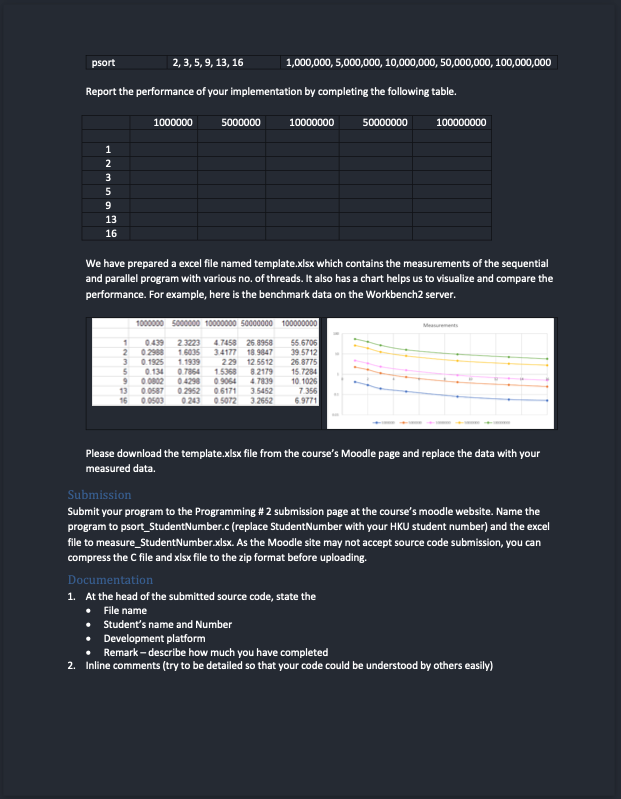 psort 2, 3, 5, 9, 13, 16 1,000,000, 5,000,000, 10,000,000, 50,000,000, 100,000,000
Report the performance of your implementation by completing the following table.
1000000 5000000 10000000 50000000 100000000
1
2
3
5
9
13
16
We have prepared a excel file named template.xlsx which contains the measurements of the sequential
and parallel program with various no. of threads. It also has a chart helps us to visualize and compare the
performance. For example, here is the benchmark data on the Workbench2 server.
1000000 5000000 10000000 50000000 100000000
1 0.439 2.3223 4.7458 26.8958 55.6706
2 0.2988 1.6035 3.4177 18.9847 39.5712
3 0.1925 1.1939 2.29 12.5512 26.8775
5 0.134 0.7864 1.5368 8.2179 15.7284
9 0.0802 0.4298 0.9064 4.7839 10.1026
13 0.0587 0.2952 0.6171 3.5452 7.356
16 0.0503 0.243 0.5072 3.2652 6.9771
Measurements
Please download the template.xlsx file from the course's Moodle page and replace the data with your
measured data.
Submission
Submit your program to the Programming # 2 submission page at the course's moodle website. Name the
program to psort_StudentNumber.c (replace StudentNumber with your HKU student number) and the excel
file to measure_StudentNumber.xlsx. As the Moodle site may not accept source code submission, you can
compress the C file and xlsx file to the zip format before uploading.
Documentation
1. At the head of the submitted source code, state the
• File name
• Student's name and Number
• Development platform
• Remark – describe how much you have completed
2. Inline comments (try to be detailed so that your code could be understood by others easily)